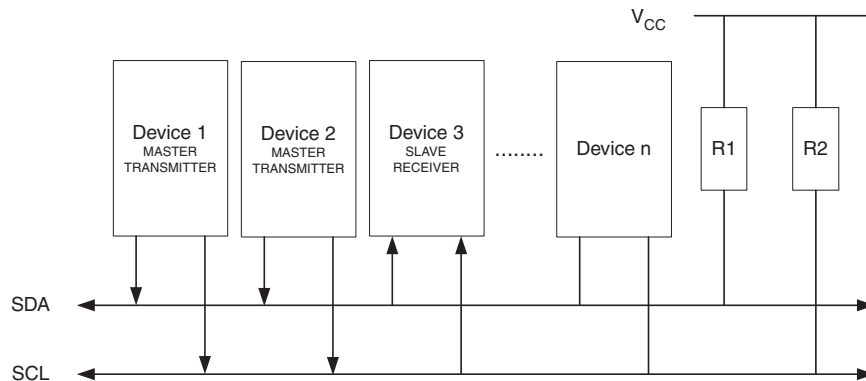 VCC
Device 1
MASTER
TRANSMITTER
Device 2
MASTER
TRANSMITTER
Device 3
SLAVE
RECEIVER
........
Device n
R1
R2
SDA
SCL